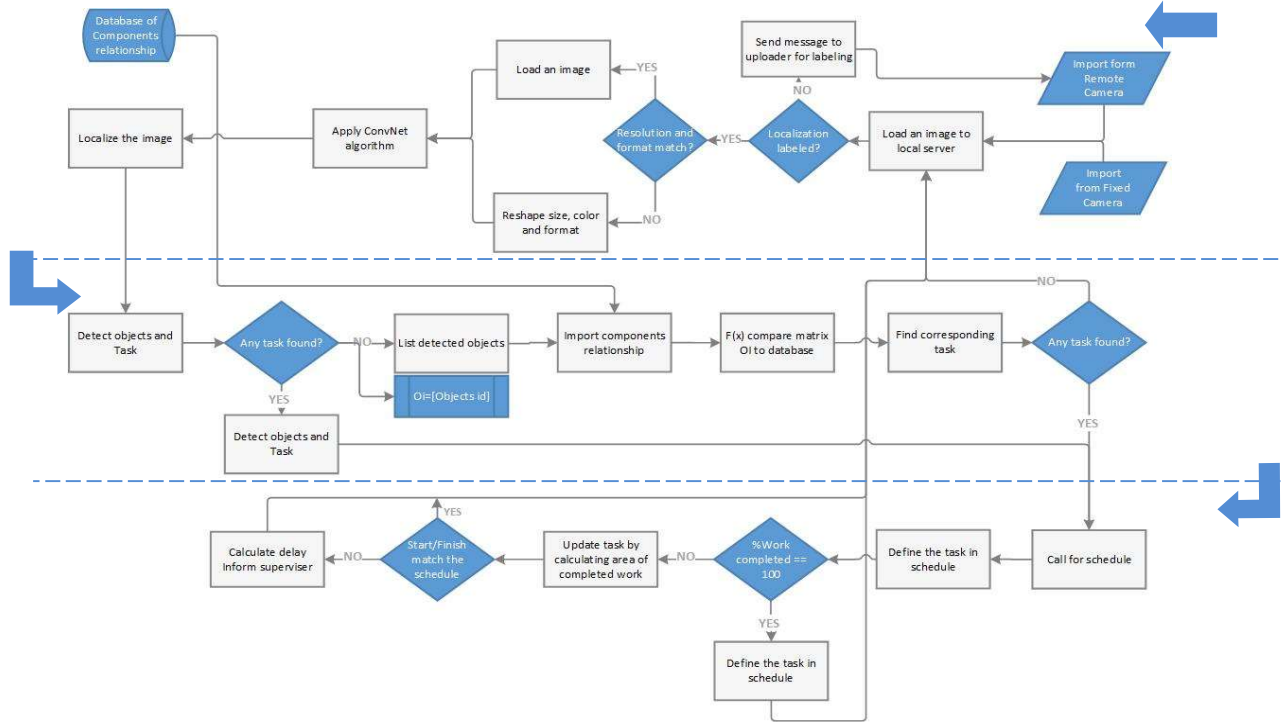 Database of
Components
relationship
Send message to
uploader for labeling
Import form
Remote
Camera
Load an image
YES
NO
Localize the image
Apply ConvNet
algorithm
Resolution and
format match?
YES
Localization
labeled?
Load an image to
local server
Import
from Fixed
Camera
Reshape size, color
and format
NO
NO
Detect objects and
Task
Any task found?
NO
List detected objects
Import components
relationship
F(x) compare matrix
OI to database
Find corresponding
task
Any task found?
OI=[Objects id]
YES
YES
Detect objects and
Task
YES
Calculate delay
Inform superviser
NO
Start/Finish
match the
schedule
Update task by
calculating area of
completed work
NO
%Work
completed ==
100
Define the task in
schedule
Call for schedule
YES
Define the task in
schedule